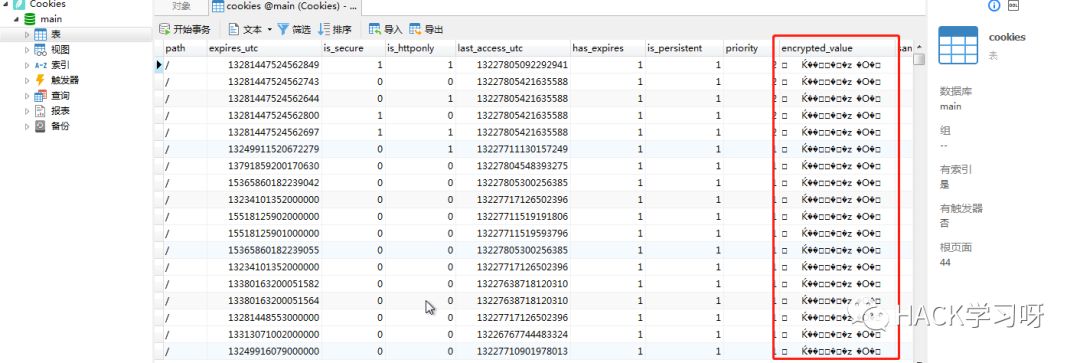 Cookies
main
表
视图
索引
触发器
查询
报表
备份
对象
cookies @main (Cookies) - ...
开始事务 文本 筛选 排序 导入 导出
path expires_utc is_secure is_httponly last_access_utc has_expires is_persistent priority encrypted_value san
/ 13281447524562849 1 1 13227805092292941 1 1 2
/ 13281447524562743 0 0 13227805421635588 1 1 2
/ 13281447524562644 0 1 13227805421635588 1 1 2
/ 13281447524562800 1 0 13227805421635588 1 1 2
/ 13281447524562697 1 1 13227805421635588 1 1 2
/ 13249911520672279 0 1 13227711130157249 1 1 1
/ 13791859200170630 0 0 13227804548393275 1 1 1
/ 15365860182239042 0 0 13227805300256385 1 1 1
/ 13234101352000000 0 0 13227717126502396 1 1 1
/ 15518125902000000 0 0 13227711519191806 1 1 1
/ 15518125901000000 0 0 13227711519593796 1 1 1
/ 15365860182239055 0 0 13227805300256385 1 1 1
/ 13234101352000000 0 0 13227717126502396 1 1 1
/ 13380163200051582 0 0 13227638718120310 1 1 1
/ 13380163200051564 0 0 13227638718120310 1 1 1
/ 13281448553000000 0 0 13227717126502396 1 1 1
/ 13313071002000000 0 0 13226767744483324 1 1 1
/ 13249916079000000 0 0 13227710901978013 1 1 1
cookies
表
数据库
main
组
--
有索引
是
有触发器
否
根页面
44
HACK学习呀